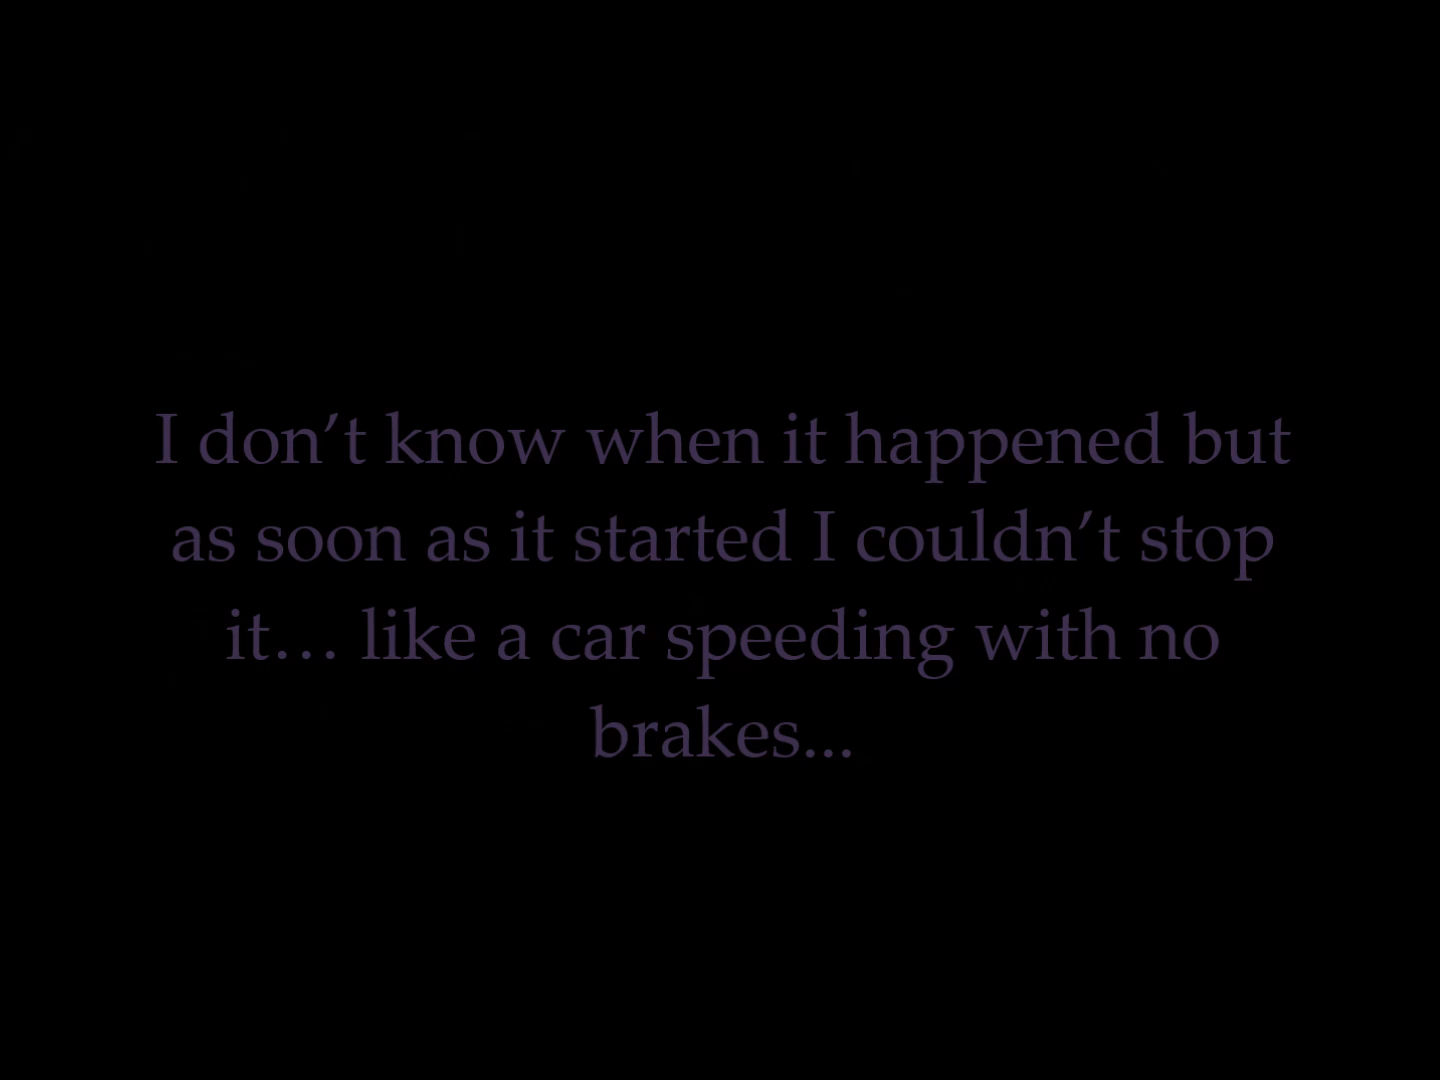 I don’t know when it happened but
as soon as it started I couldn’t stop
it… like a car speeding with no
brakes...